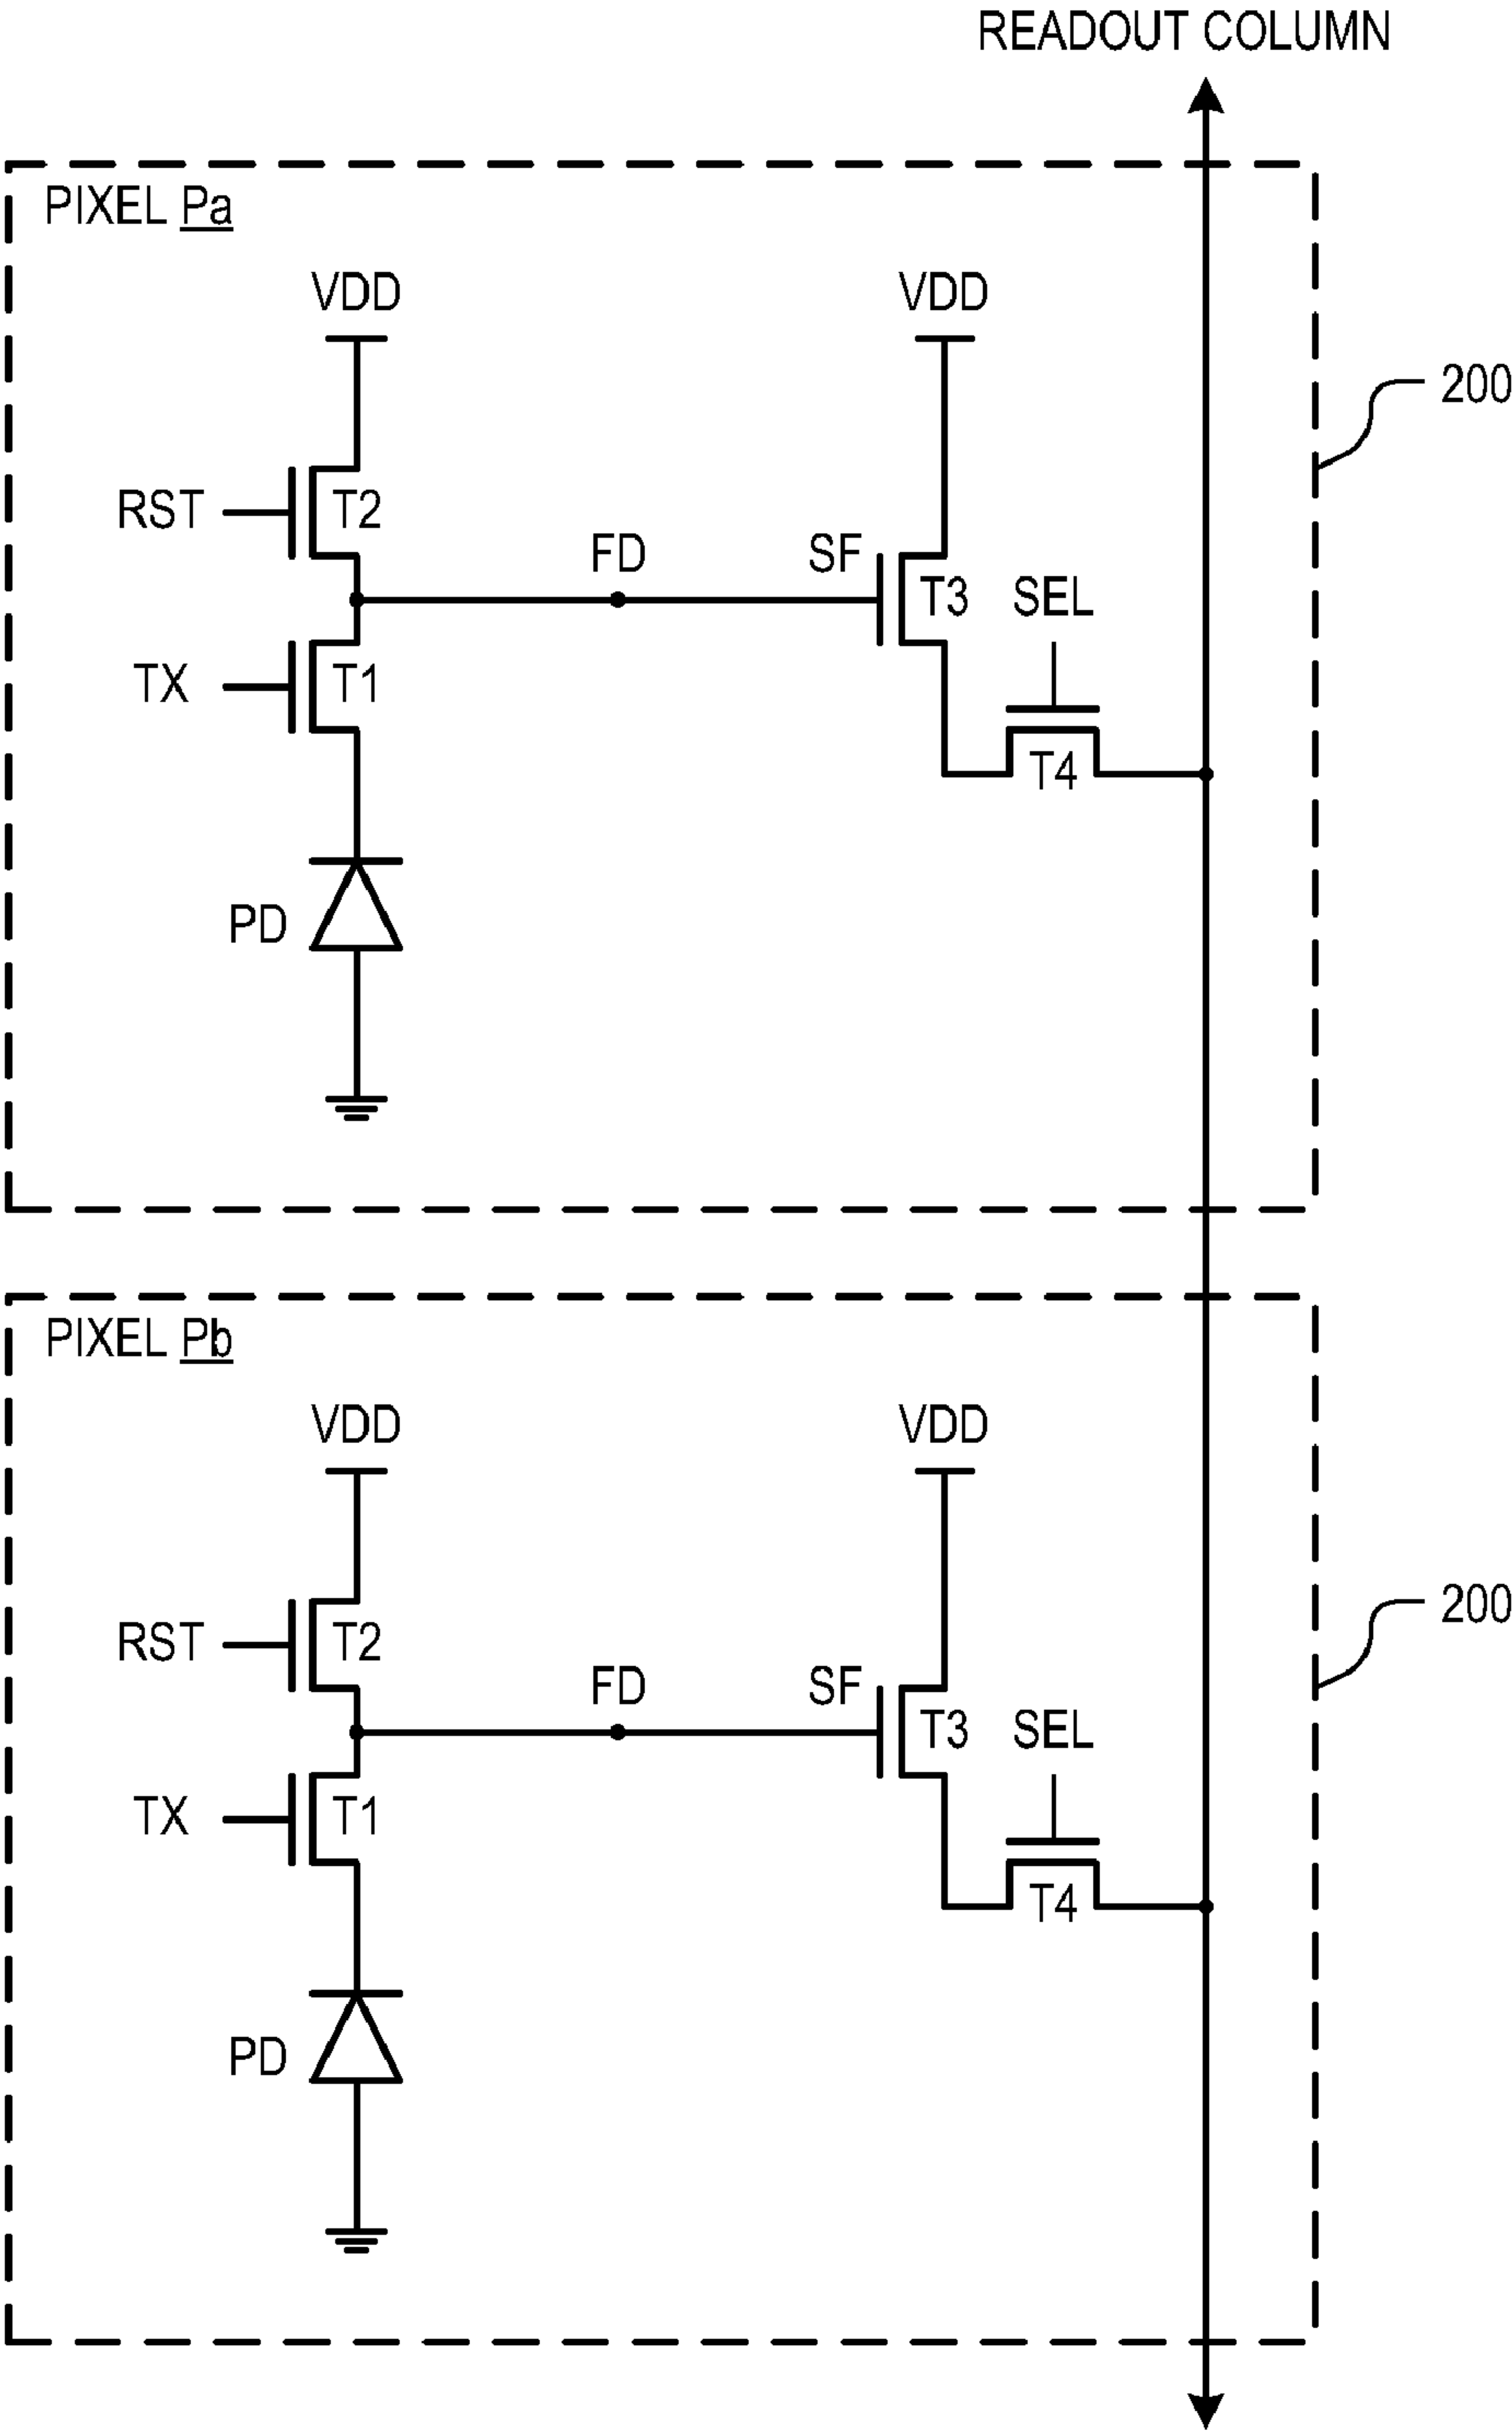 READOUT COLUMN
PIXEL Pa
VDD
VDD
200
RST
T2
FD
SF
T3
SEL
TX
T1
T4
PD
PIXEL Pb
VDD
VDD
200
RST
T2
FD
SF
T3
SEL
TX
T1
T4
PD